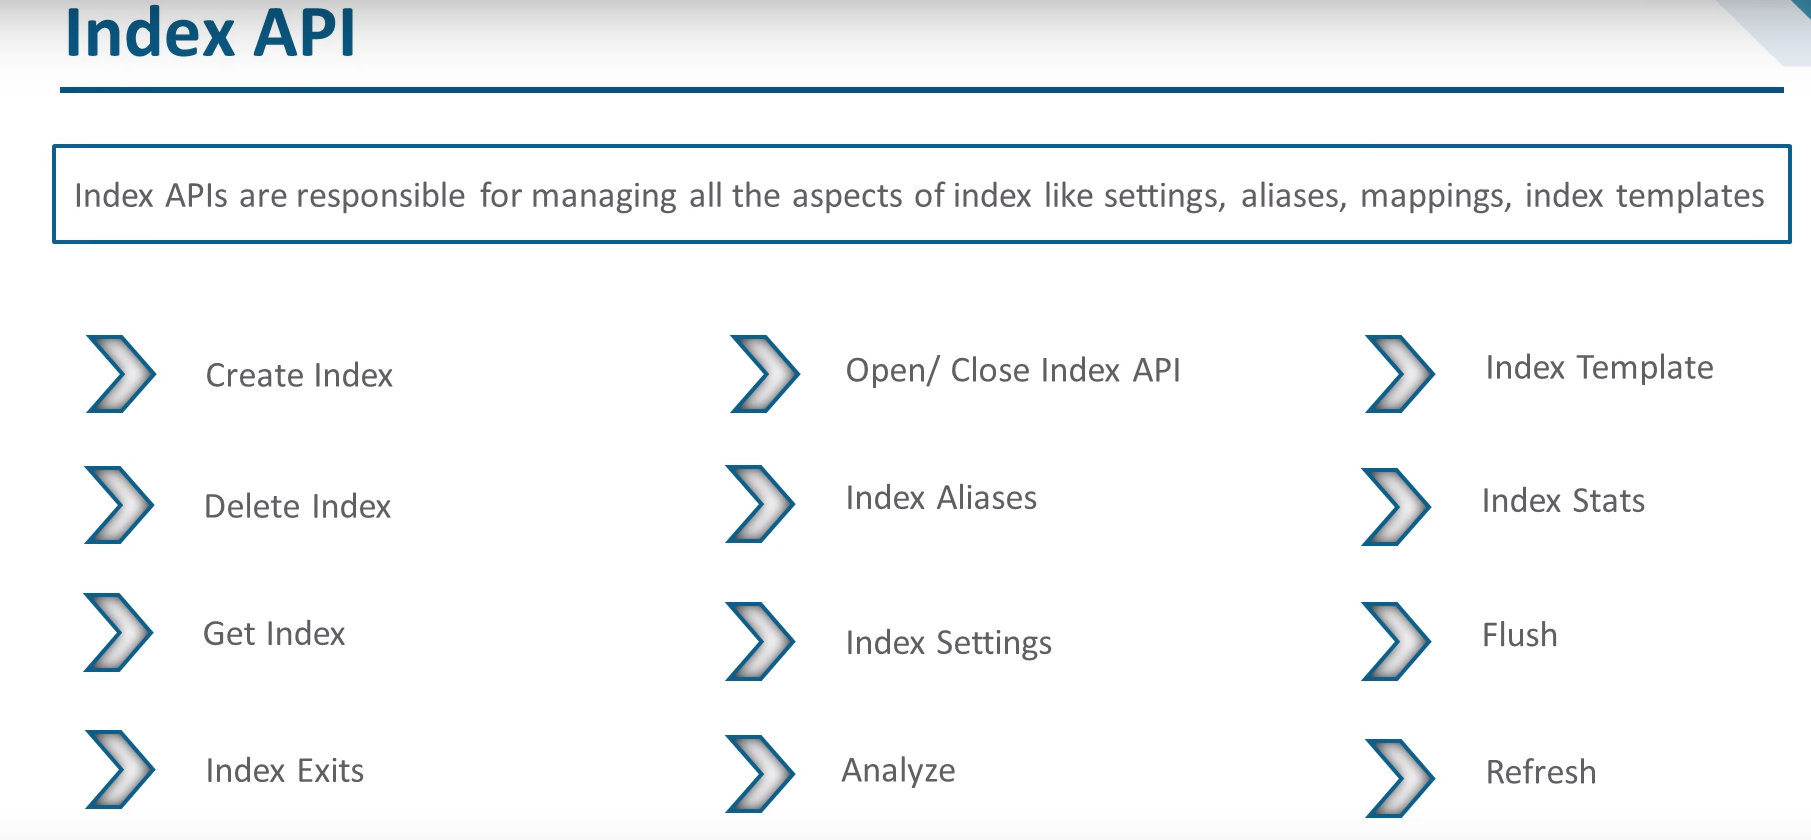 Index API
Index APIs are responsible for managing all the aspects of index like settings, aliases, mappings, index templates
Create Index
Open/ Close Index API
Index Template
Delete Index
Index Aliases
Index Stats
Get Index
Index Settings
Flush
Index Exits
Analyze
Refresh